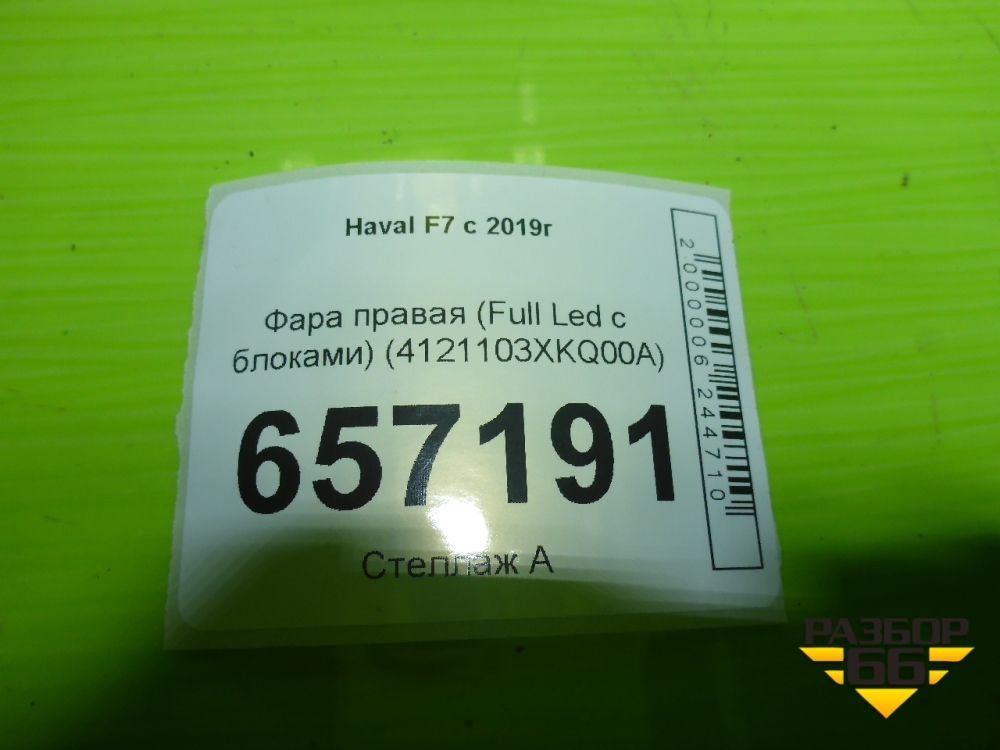 Haval F7 с 2019г
Фара правая (Full Led с
блоками) (4121103XKQ00A)
657191
Стеллаж А
2000006244710
РАЗБОР
66